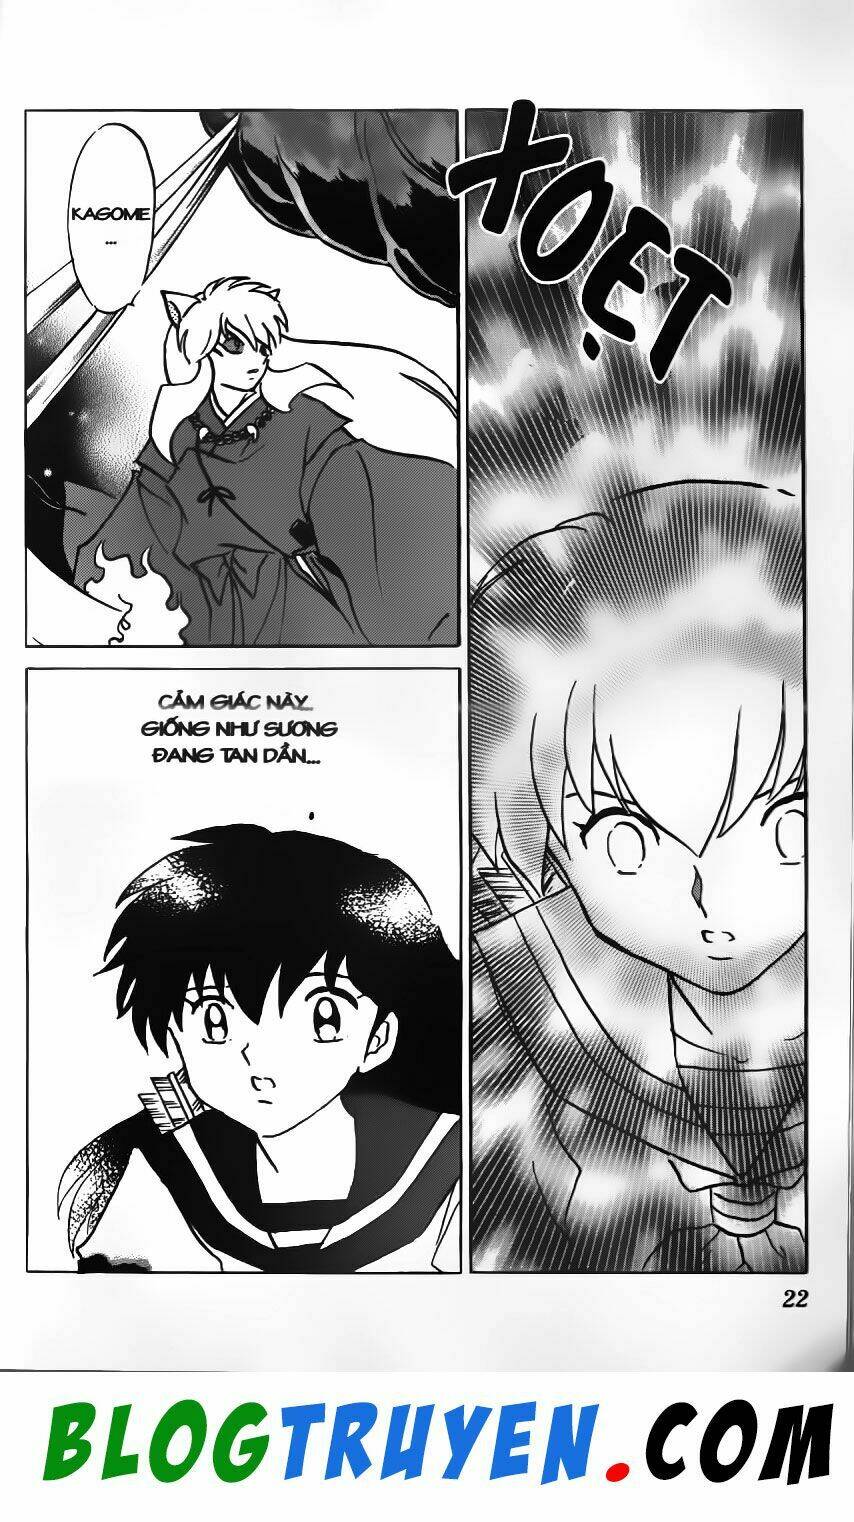 XOẸT
KAGOME
...
CẢM GIÁC NÀY..
GIỐNG NHƯ SƯƠNG
ĐANG TAN DẦN...
22
BLOGTRUYEN.COM